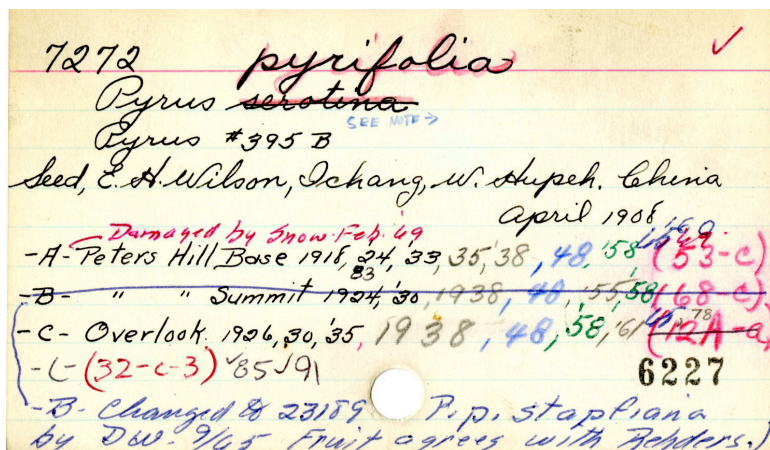 7272 pyrifolia ✓
Pyrus serotina
SEE NOTE →
Pyrus #395 B
Seed, E. H. Wilson, Ichang, W. Hupeh. China
April 1908
Damaged by Snow Feb. '49
-A- Peters Hill Base 1918, '24, '33, 35, '38, 48, '58 (53-C)
83
-B- " " Summit 1924, '30, 1938, 48, '55, 58 (68-C)
-C- Overlook. 1926, 30, '35, 1938, 48, 58, '61 78 (12A-a)
-C- (32-C-3) '85 ✓91
6227
-B- Changed to 23189 P. p. stapfiana
by DW- 9/65 Fruit agrees with Rehders.)